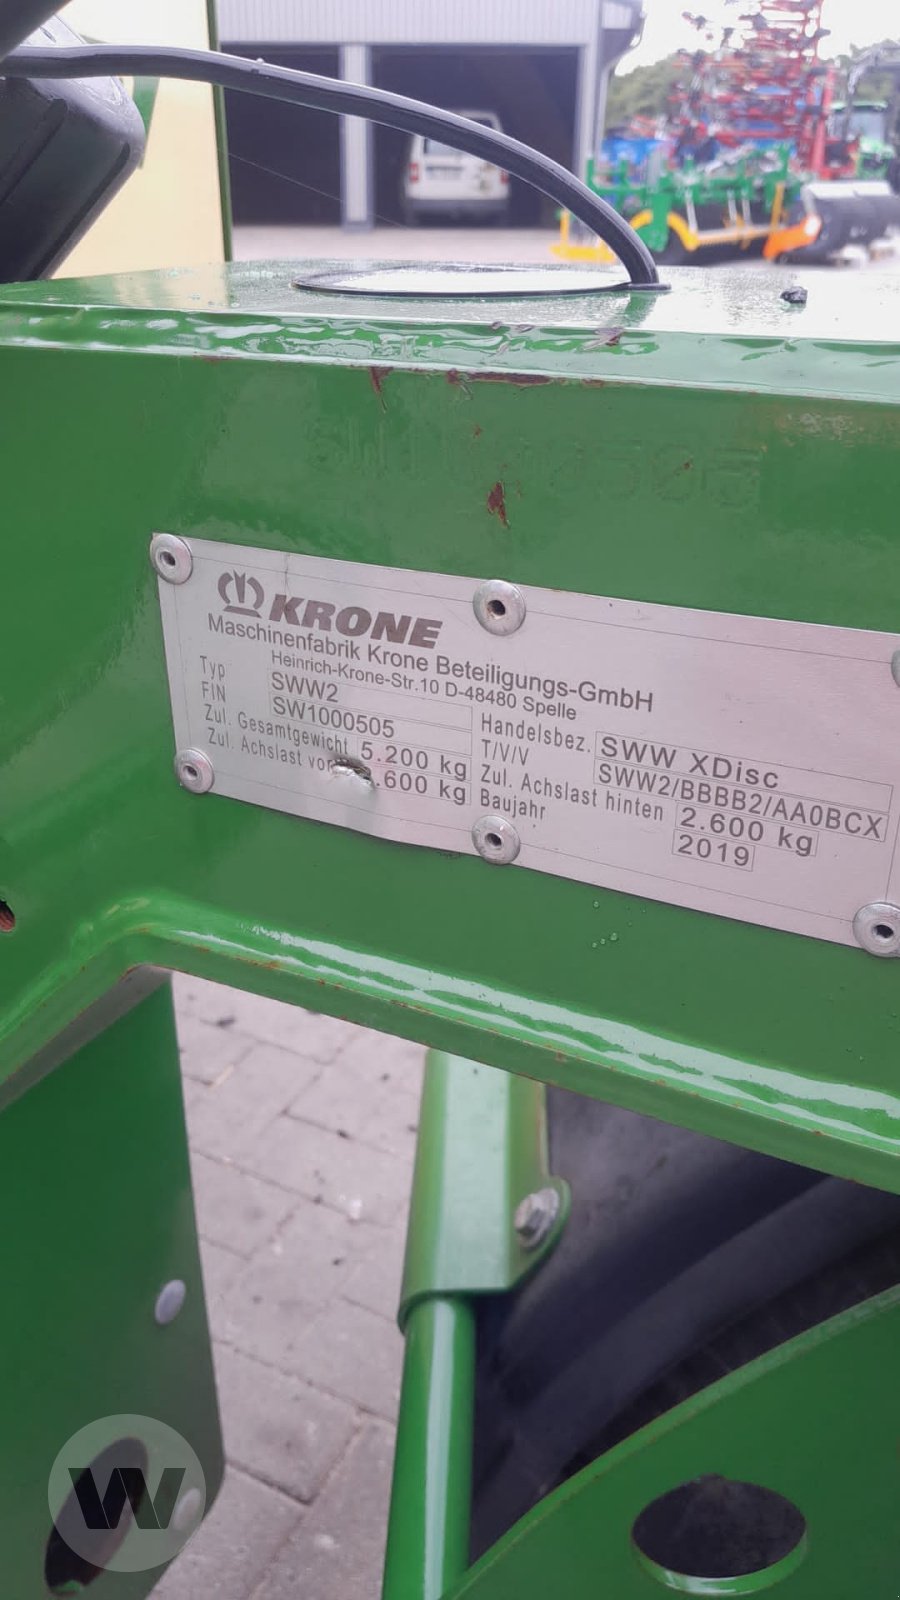 KRONE
Maschinenfabrik Krone Beteiligungs-GmbH
Heinrich-Krone-Str.10 D-48480 Spelle
Typ SWW2
FIN SW1000505
Zul. Gesamtgewicht 5.200 kg
Zul. Achslast vorn .600 kg
Handelsbez. SWW XDisc
T/V/V SWW2/BBBB2/AA0BCX
Zul. Achslast hinten 2.600 kg
Baujahr 2019
W